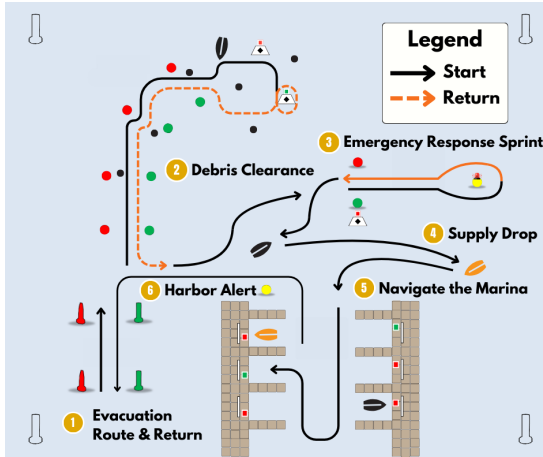 Legend
Start
Return
3 Emergency Response Sprint
2 Debris Clearance
4 Supply Drop
6 Harbor Alert
5 Navigate the Marina
1 Evacuation
Route & Return